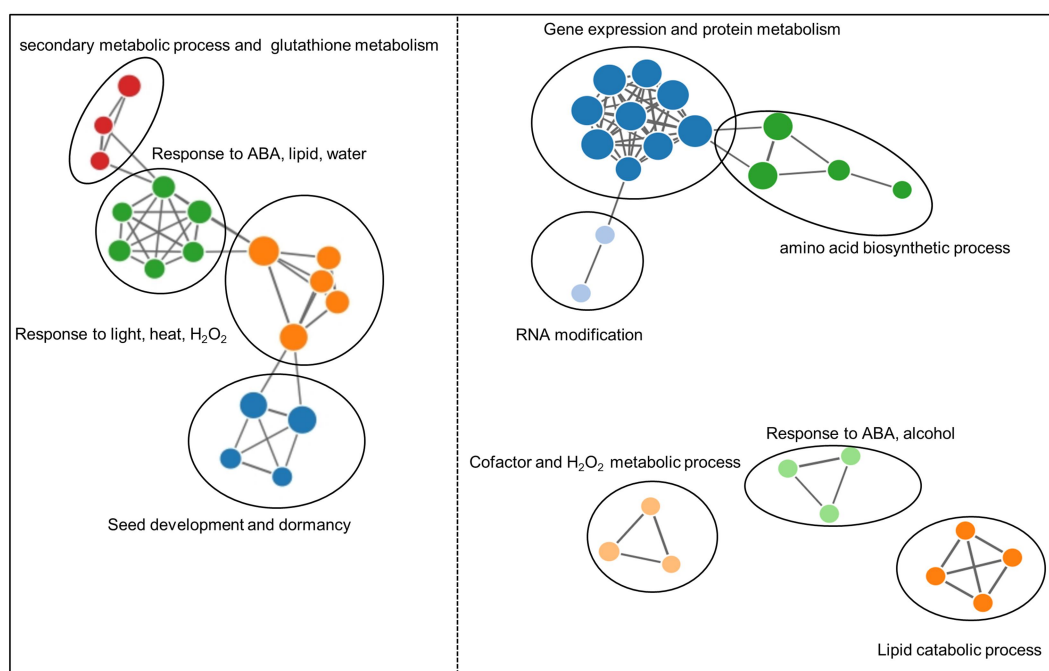 secondary metabolic process and glutathione metabolism
Response to ABA, lipid, water
Response to light, heat, H₂O₂
Seed development and dormancy
Gene expression and protein metabolism
amino acid biosynthetic process
RNA modification
Response to ABA, alcohol
Cofactor and H₂O₂ metabolic process
Lipid catabolic process